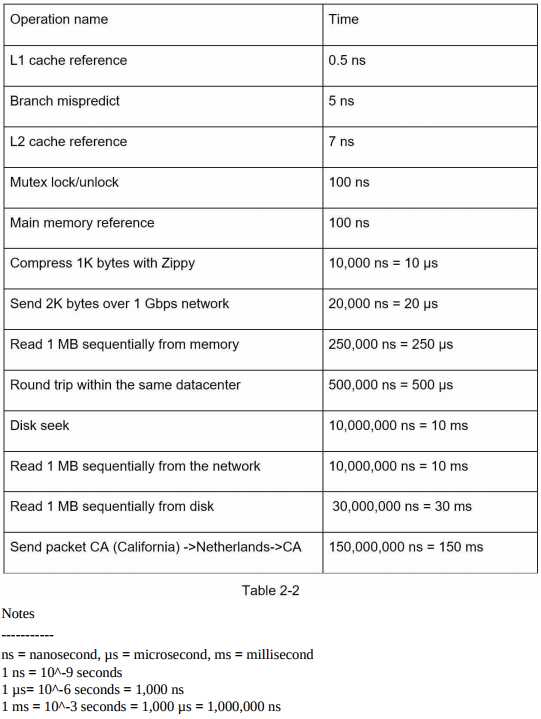 Operation name Time
L1 cache reference 0.5 ns
Branch mispredict 5 ns
L2 cache reference 7 ns
Mutex lock/unlock 100 ns
Main memory reference 100 ns
Compress 1K bytes with Zippy 10,000 ns = 10 µs
Send 2K bytes over 1 Gbps network 20,000 ns = 20 µs
Read 1 MB sequentially from memory 250,000 ns = 250 µs
Round trip within the same datacenter 500,000 ns = 500 µs
Disk seek 10,000,000 ns = 10 ms
Read 1 MB sequentially from the network 10,000,000 ns = 10 ms
Read 1 MB sequentially from disk 30,000,000 ns = 30 ms
Send packet CA (California) ->Netherlands->CA 150,000,000 ns = 150 ms
Table 2-2
Notes
-----------
ns = nanosecond, µs = microsecond, ms = millisecond
1 ns = 10^-9 seconds
1 µs= 10^-6 seconds = 1,000 ns
1 ms = 10^-3 seconds = 1,000 µs = 1,000,000 ns